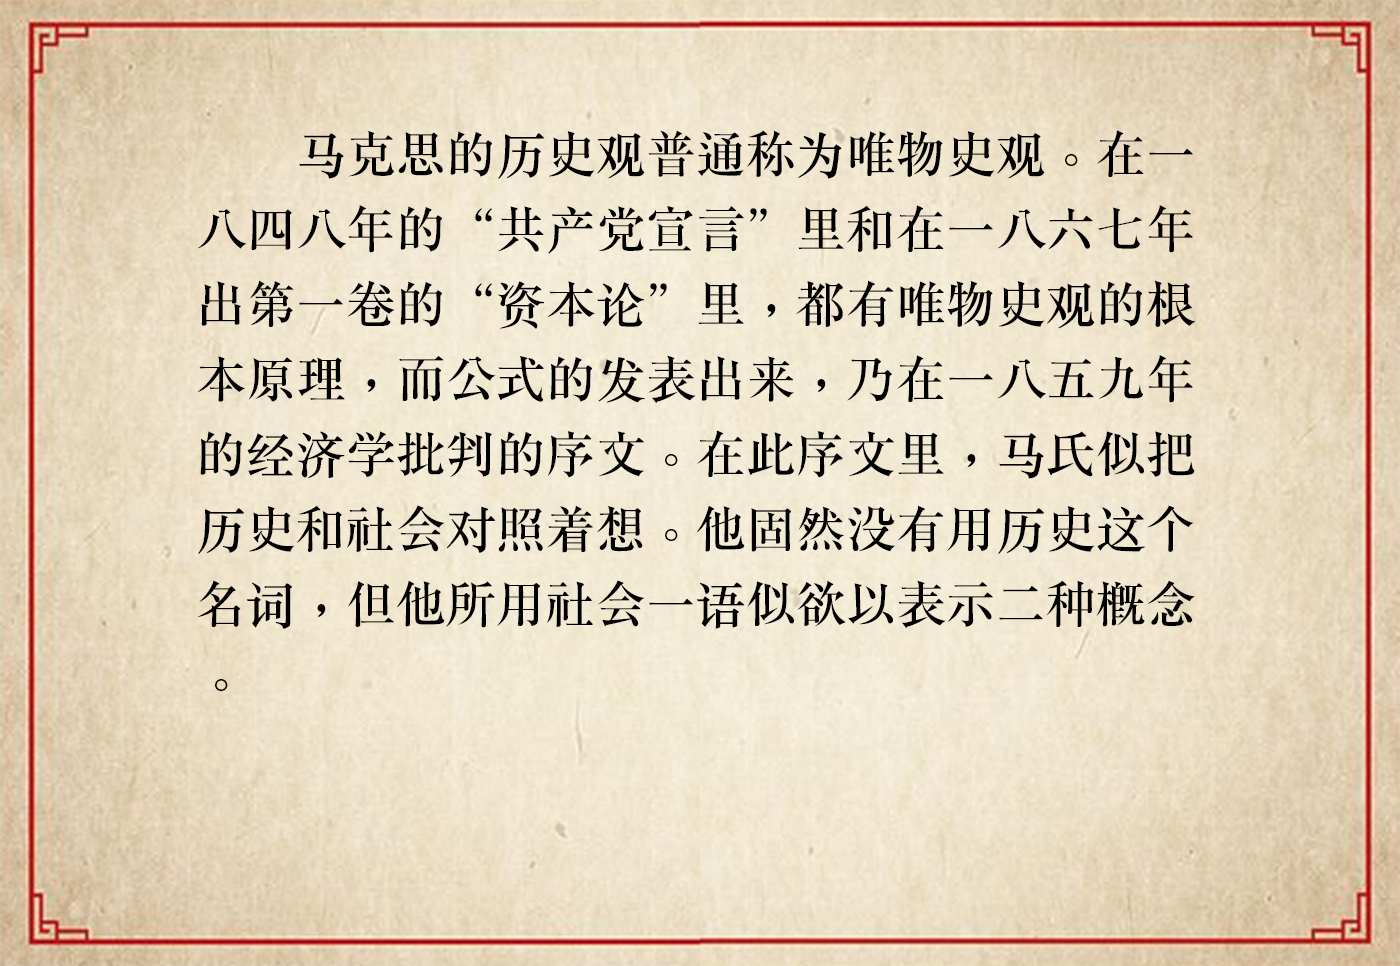 马克思的历史观普通称为唯物史观。在一
八四八年的“共产党宣言”里和在一八六七年
出第一卷的“资本论”里，都有唯物史观的根
本原理，而公式的发表出来，乃在一八五九年
的经济学批判的序文。在此序文里，马氏似把
历史和社会对照着想。他固然没有用历史这个
名词，但他所用社会一语似欲以表示二种概念
。